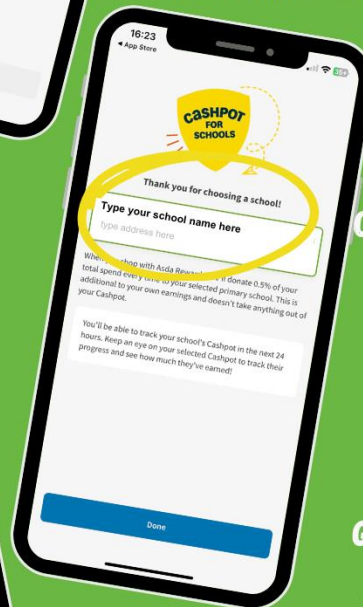 16:23
App Store
CASHPOT
FOR
SCHOOLS
Thank you for choosing a school!
Type your school name here
type address here
When you shop with Asda Rewards, we'll donate 0.5% of your
total spend every time to your selected primary school. This is
additional to your own earnings and doesn't take anything out of
your Cashpot.
You'll be able to track your school's Cashpot in the next 24
hours. Keep an eye on your selected Cashpot to track their
progress and see how much they've earned!
Done